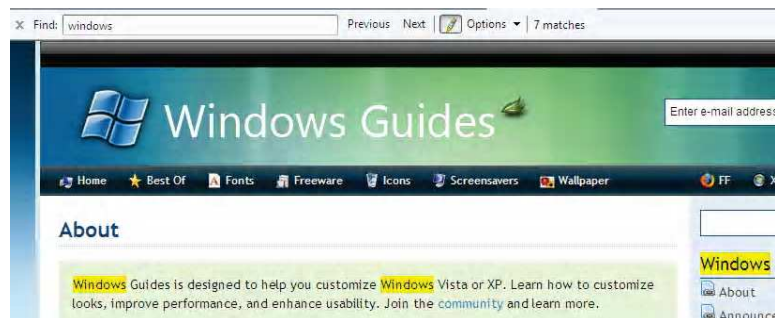 x Find: windows Previous Next Options 7 matches
Windows Guides
Enter e-mail address
Home Best Of Fonts Freeware Icons Screensavers Wallpaper FF
About
Windows Guides is designed to help you customize Windows Vista or XP. Learn how to customize
looks, improve performance, and enhance usability. Join the community and learn more.
Windows
About
Announce